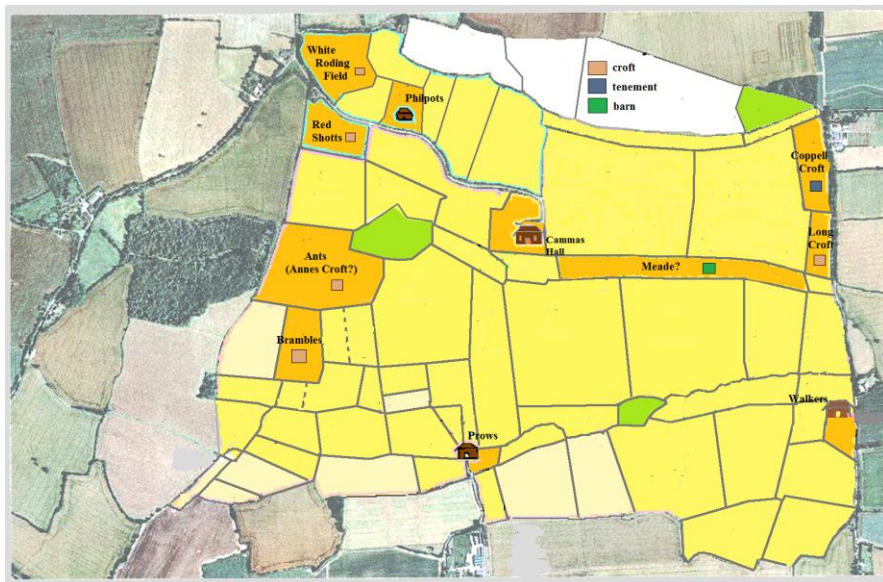 White
Roding
Field
croft
tenement
barn
Philpots
Red
Shotts
Coppell
Croft
Long
Croft
Cammas
Hall
Ants
(Annes Croft?)
Meade?
Brambles
Walkers
Prows